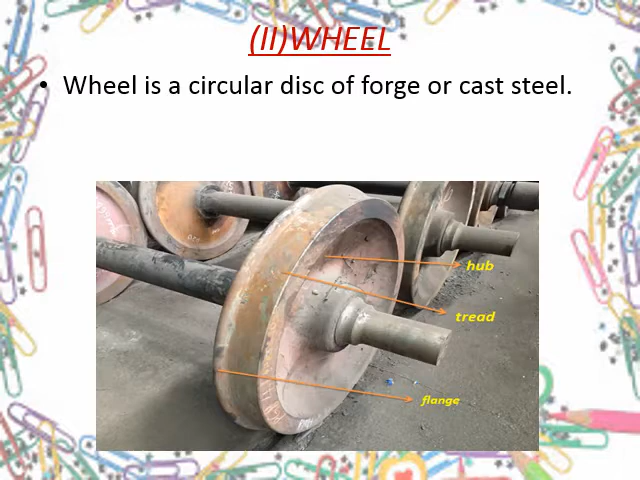 (II)WHEEL
• Wheel is a circular disc of forge or cast steel.
hub
tread
flange